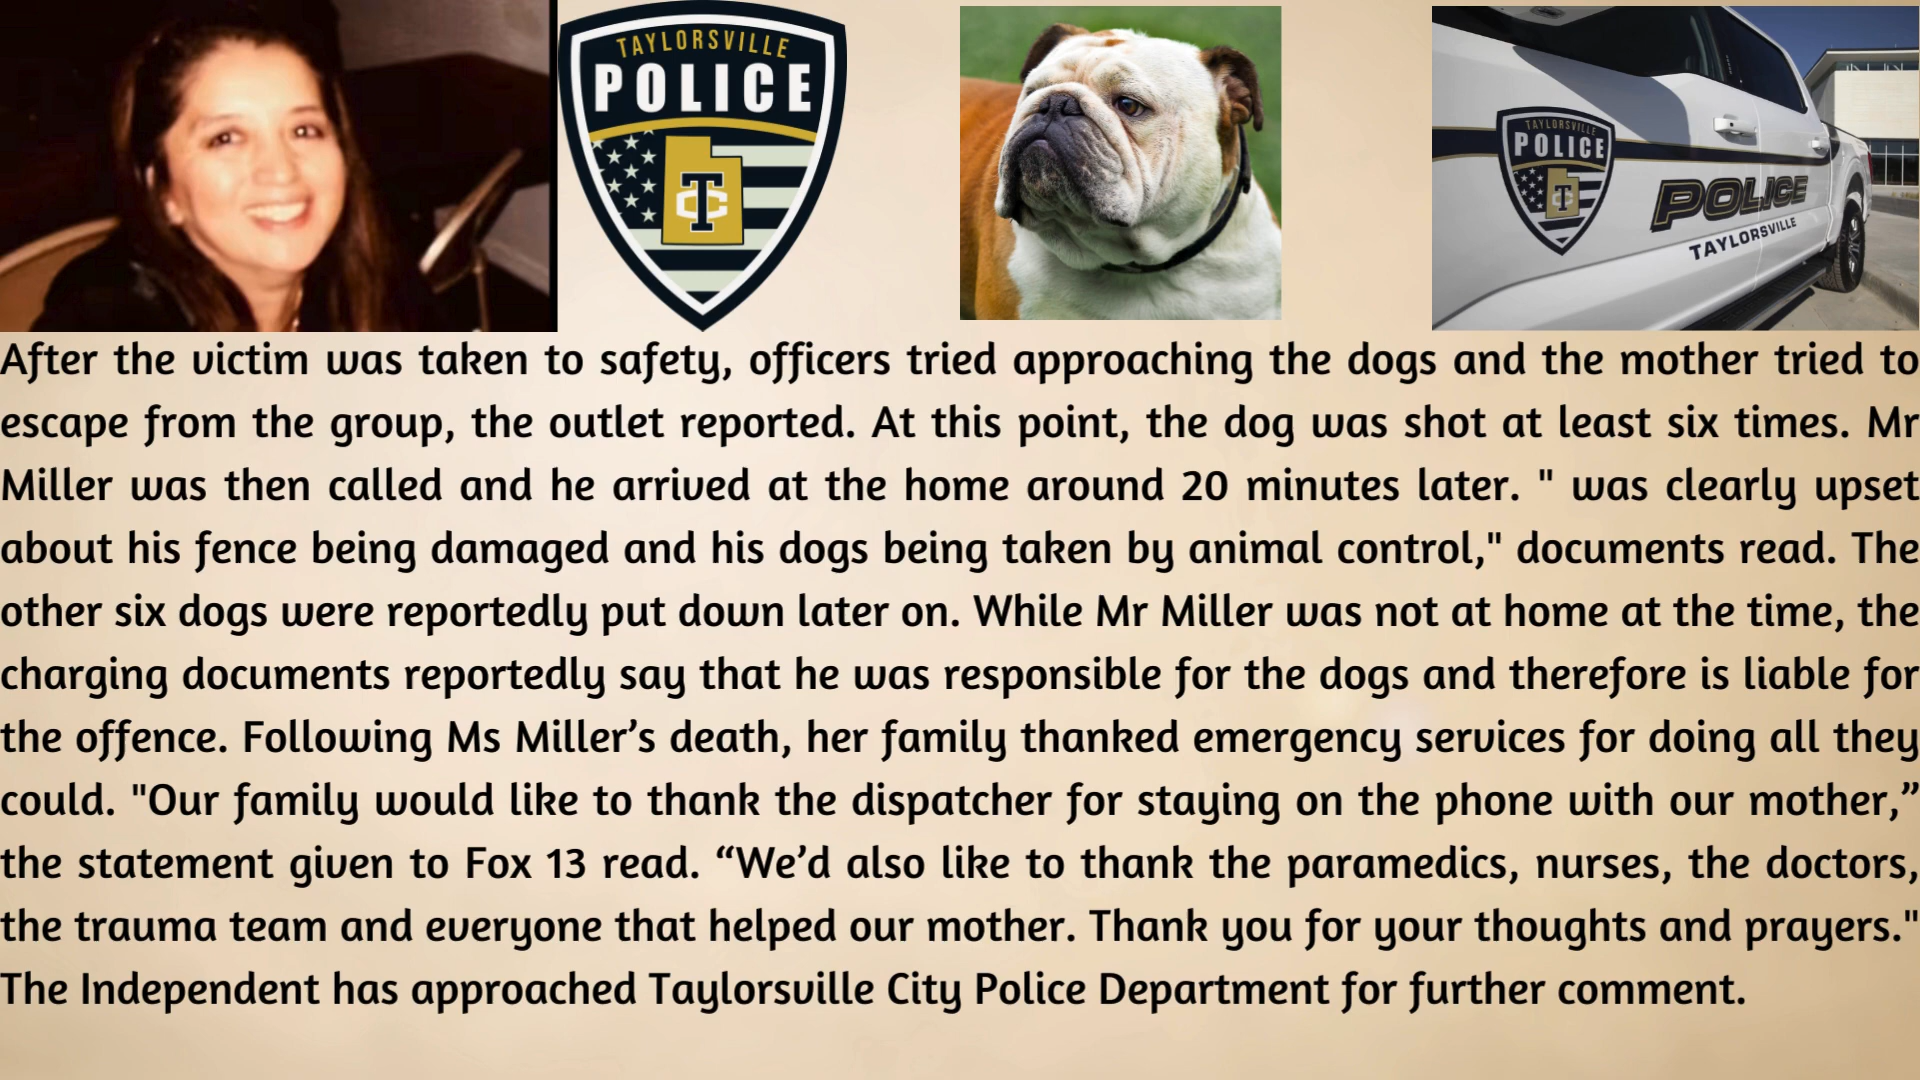 TAYLORSVILLE
POLICE
TC
TAYLORSVILLE
POLICE
TC
POLICE
TAYLORSVILLE
After the victim was taken to safety, officers tried approaching the dogs and the mother tried to
escape from the group, the outlet reported. At this point, the dog was shot at least six times. Mr
Miller was then called and he arrived at the home around 20 minutes later. " was clearly upset
about his fence being damaged and his dogs being taken by animal control," documents read. The
other six dogs were reportedly put down later on. While Mr Miller was not at home at the time, the
charging documents reportedly say that he was responsible for the dogs and therefore is liable for
the offence. Following Ms Miller’s death, her family thanked emergency services for doing all they
could. "Our family would like to thank the dispatcher for staying on the phone with our mother,”
the statement given to Fox 13 read. “We’d also like to thank the paramedics, nurses, the doctors,
the trauma team and everyone that helped our mother. Thank you for your thoughts and prayers."
The Independent has approached Taylorsville City Police Department for further comment.